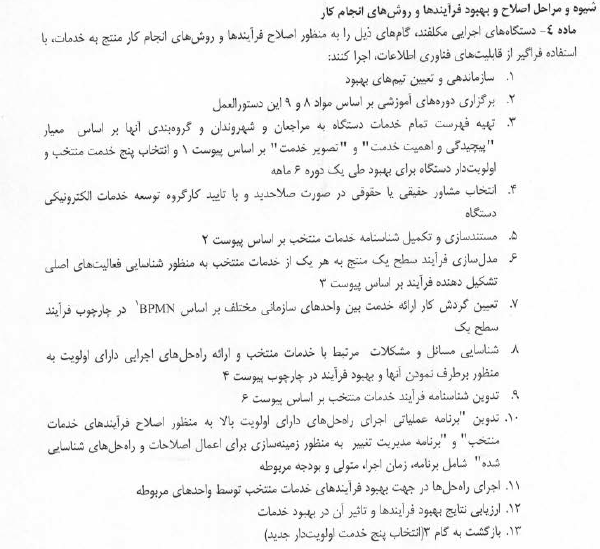 شیوه و مراحل اصلاح و بهبود فرآیندها و روش‌های انجام کار
ماده ٤- دستگاه‌های اجرایی مکلفند، گام‌های ذیل را به منظور اصلاح فرآیندها و روش‌های انجام کار منتج به خدمات، با
استفاده فراگیر از قابلیت‌های فناوری اطلاعات، اجرا کنند:
۱. سازماندهی و تعیین تیم‌های بهبود
۲. برگزاری دوره‌های آموزشی بر اساس مواد ۸ و ۹ این دستورالعمل
۳. تهیه فهرست تمام خدمات دستگاه به مراجعان و شهروندان و گروه‌بندی آنها بر اساس معیار
"پیچیدگی و اهمیت خدمت" و "تصویر خدمت" بر اساس پیوست ۱ و انتخاب پنج خدمت منتخب و
اولویت‌دار دستگاه برای بهبود طی یک دوره ۶ ماهه
۴. انتخاب مشاور حقیقی یا حقوقی در صورت صلاحدید و با تایید کارگروه توسعه خدمات الکترونیکی
دستگاه
۵. مستندسازی و تکمیل شناسنامه خدمات منتخب بر اساس پیوست ۲
۶. مدل‌سازی فرآیند سطح یک منتج به هر یک از خدمات منتخب به منظور شناسایی فعالیت‌های اصلی
تشکیل دهنده فرآیند بر اساس پیوست ۳
۷. تعیین گردش کار ارائه خدمت بین واحدهای سازمانی مختلف بر اساس BPMN¹ در چارچوب فرآیند
سطح یک
۸. شناسایی مسائل و مشکلات مرتبط با خدمات منتخب و ارائه راه‌حل‌های اجرایی دارای اولویت به
منظور برطرف نمودن آنها و بهبود فرآیند در چارچوب پیوست ۴
۹. تدوین شناسنامه فرآیند خدمات منتخب بر اساس پیوست ۶
۱۰. تدوین "برنامه عملیاتی اجرای راه‌حل‌های دارای اولویت بالا به منظور اصلاح فرآیندهای خدمات
منتخب" و "برنامه مدیریت تغییر به منظور زمینه‌سازی برای اعمال اصلاحات و راه‌حل‌های شناسایی
شده" شامل برنامه، زمان اجرا، متولی و بودجه مربوطه
۱۱. اجرای راه‌حل‌ها در جهت بهبود فرآیندهای خدمات منتخب توسط واحدهای مربوطه
۱۲. ارزیابی نتایج بهبود فرآیندها و تاثیر آن در بهبود خدمات
۱۳. بازگشت به گام ۳(انتخاب پنج خدمت اولویت‌دار جدید)